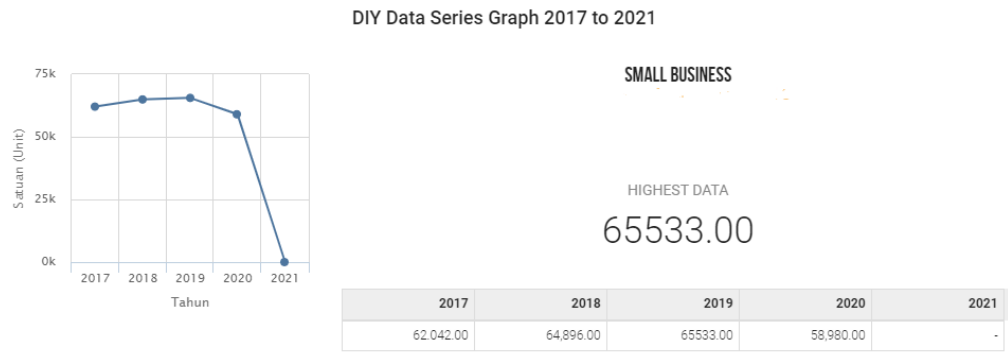 DIY Data Series Graph 2017 to 2021
75k
50k
25k
0k
Satuan (Unit)
2017 2018 2019 2020 2021
Tahun
SMALL BUSINESS
HIGHEST DATA
65533.00
2017 2018 2019 2020 2021
62.042.00 64,896.00 65533.00 58,980.00 -